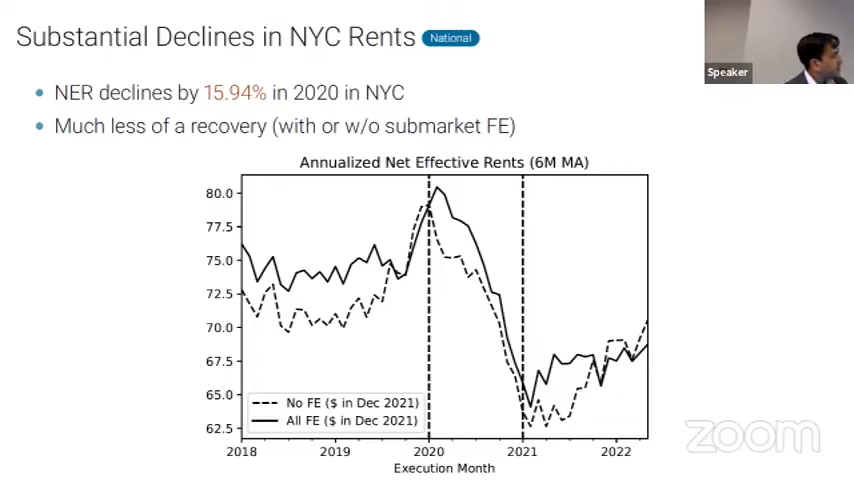 Substantial Declines in NYC Rents National
Speaker
NER declines by 15.94% in 2020 in NYC
Much less of a recovery (with or w/o submarket FE)
Annualized Net Effective Rents (6M MA)
80.0
77.5
75.0
72.5
70.0
67.5
65.0
62.5
No FE ($ in Dec 2021)
All FE ($ in Dec 2021)
2018 2019 2020 2021 2022
Execution Month
zoom